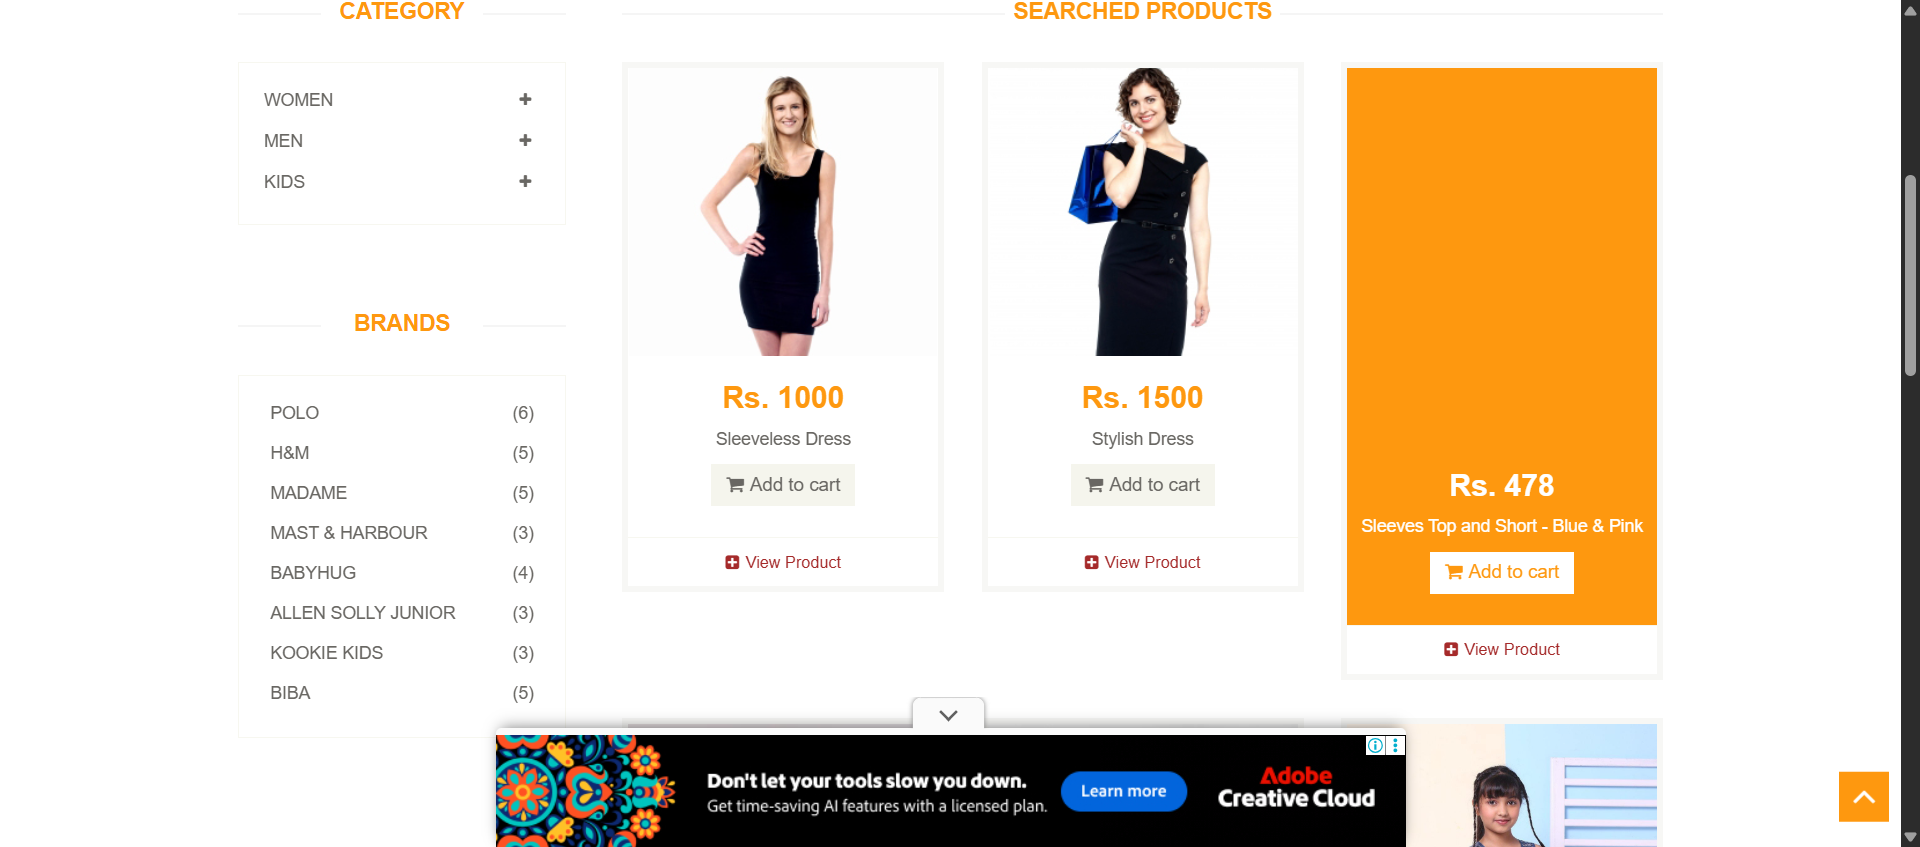 CATEGORY
WOMEN
MEN
KIDS
BRANDS
POLO (6)
H&M (5)
MADAME (5)
MAST & HARBOUR (3)
BABYHUG (4)
ALLEN SOLLY JUNIOR (3)
KOOKIE KIDS (3)
BIBA (5)
SEARCHED PRODUCTS
Rs. 1000
Sleeveless Dress
Add to cart
View Product
Rs. 1500
Stylish Dress
Add to cart
View Product
Rs. 478
Sleeves Top and Short - Blue & Pink
Add to cart
View Product
Don't let your tools slow you down.
Get time-saving AI features with a licensed plan.
Learn more
Adobe
Creative Cloud